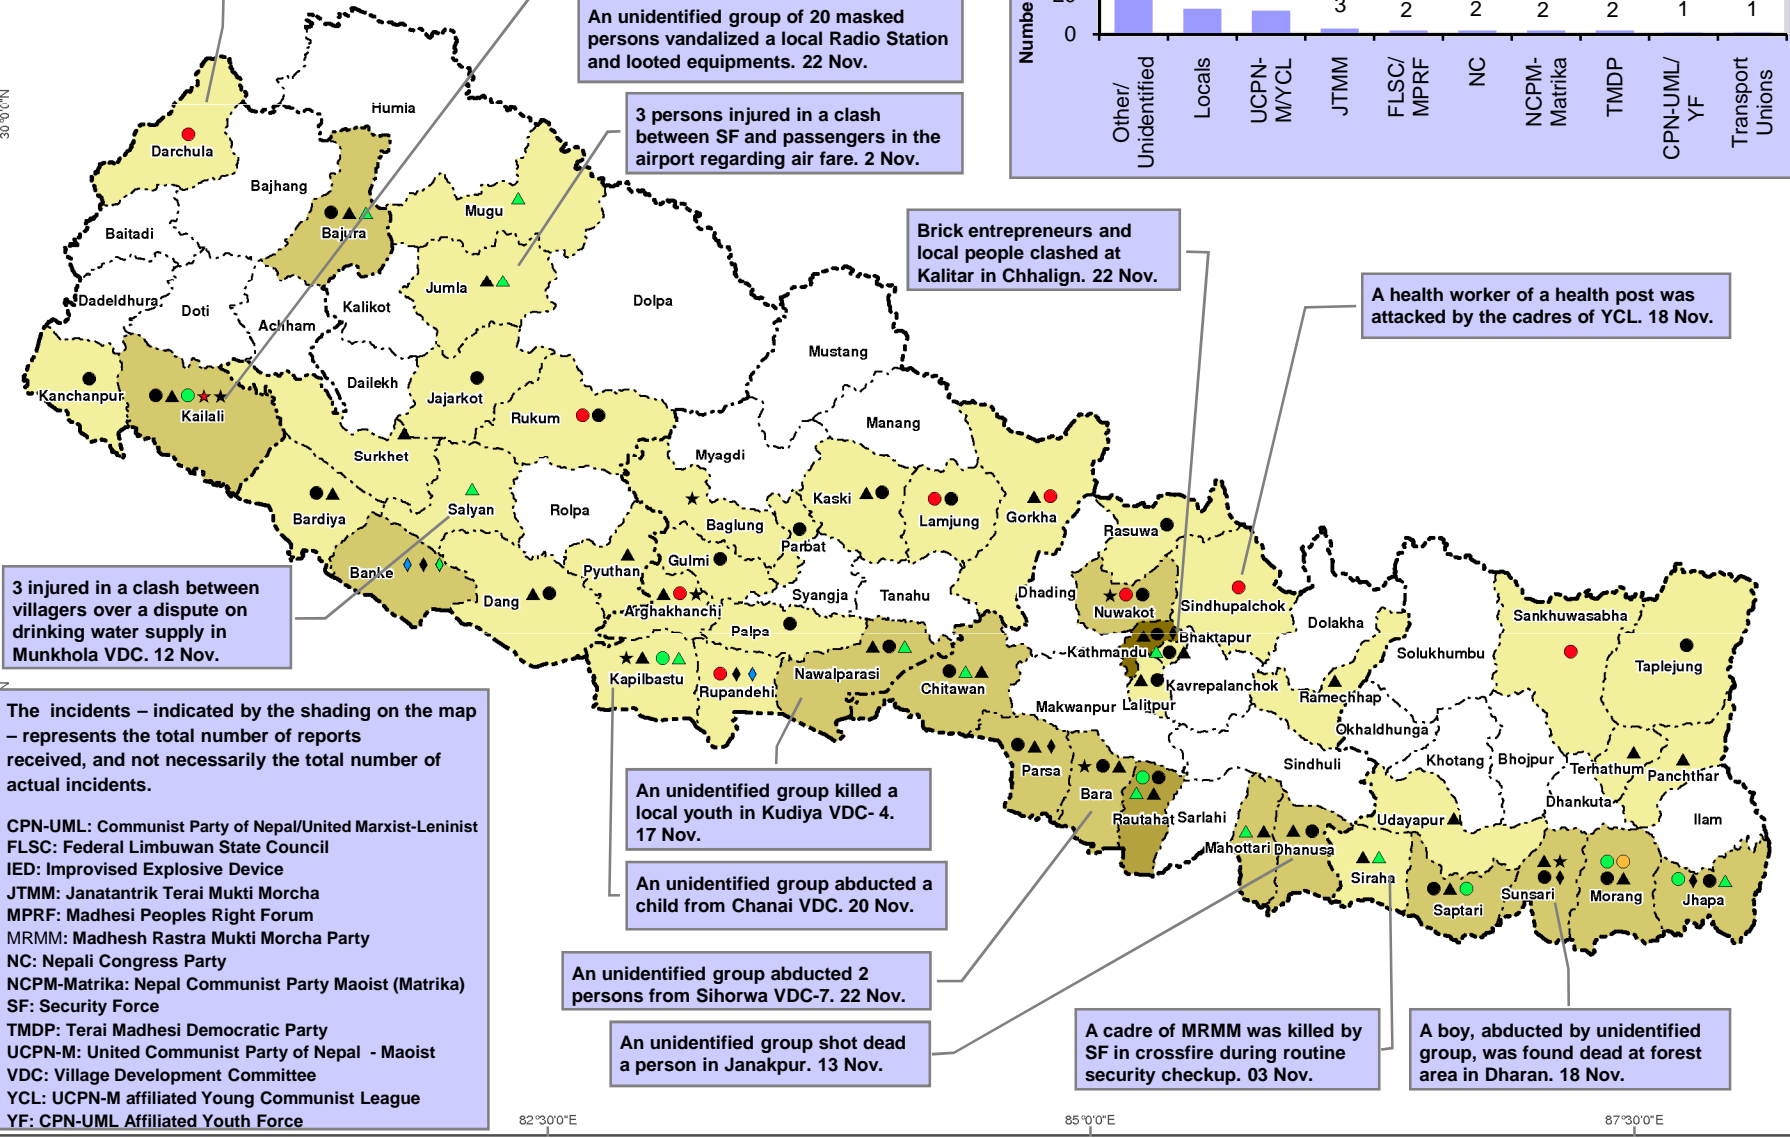 An unidentified group of 20 masked
persons vandalized a local Radio Station
and looted equipments. 22 Nov.
3 persons injured in a clash
between SF and passengers in the
airport regarding air fare. 2 Nov.
0
3
2
2
2
2
1
1
Other/
Unidentified
Locals
UCPN-
M/YCL
JTMM
FLSC/
MPRF
NC
NCPM-
Matrika
TMDP
CPN-UML/
YF
Transport
Unions
30°0'0"N
Brick entrepreneurs and
local people clashed at
Kalitar in Chhalign. 22 Nov.
A health worker of a health post was
attacked by the cadres of YCL. 18 Nov.
Humla
Darchula
Bajhang
Mugu
Baitadi
Bajura
Jumla
Dadeldhura
Doti
Kalikot
Achham
Dolpa
Mustang
Kanchanpur
Kailali
Dailekh
Jajarkot
Rukum
Manang
Surkhet
Myagdi
Salyan
Rolpa
Bardiya
Kaski
Lamjung
Gorkha
Baglung
Parbat
Rasuwa
Banke
Pyuthan
Gulmi
Dang
Arghakhanchi
Syangja
Tanahu
Dhading
Nuwakot
Sindhupalchok
Palpa
Dolakha
Sankhuwasabha
Bhaktapur
Kathmandu
Solukhumbu
Taplejung
Kapilbastu
Rupandehi
Nawalparasi
Chitawan
Kavrepalanchok
Ramechhap
Makwanpur
Lalitpur
Okhaldhunga
Parsa
Sindhuli
Khotang
Bhojpur
Terhathum
Panchthar
Bara
Dhankuta
Rautahat
Sarlahi
Udayapur
Ilam
Mahottari
Dhanusa
Siraha
Saptari
Sunsari
Morang
Jhapa
3 injured in a clash between
villagers over a dispute on
drinking water supply in
Munkhola VDC. 12 Nov.
N
The incidents – indicated by the shading on the map
– represents the total number of reports
received, and not necessarily the total number of
actual incidents.
CPN-UML: Communist Party of Nepal/United Marxist-Leninist
FLSC: Federal Limbuwan State Council
IED: Improvised Explosive Device
JTMM: Janatantrik Terai Mukti Morcha
MPRF: Madhesi Peoples Right Forum
MRMM: Madhesh Rastra Mukti Morcha Party
NC: Nepali Congress Party
NCPM-Matrika: Nepal Communist Party Maoist (Matrika)
SF: Security Force
TMDP: Terai Madhesi Democratic Party
UCPN-M: United Communist Party of Nepal - Maoist
VDC: Village Development Committee
YCL: UCPN-M affiliated Young Communist League
YF: CPN-UML Affiliated Youth Force
An unidentified group killed a
local youth in Kudiya VDC- 4.
17 Nov.
An unidentified group abducted a
child from Chanai VDC. 20 Nov.
An unidentified group abducted 2
persons from Sihorwa VDC-7. 22 Nov.
An unidentified group shot dead
a person in Janakpur. 13 Nov.
A cadre of MRMM was killed by
SF in crossfire during routine
security checkup. 03 Nov.
A boy, abducted by unidentified
group, was found dead at forest
area in Dharan. 18 Nov.
82°30'0"E
85°0'0"E
87°30'0"E